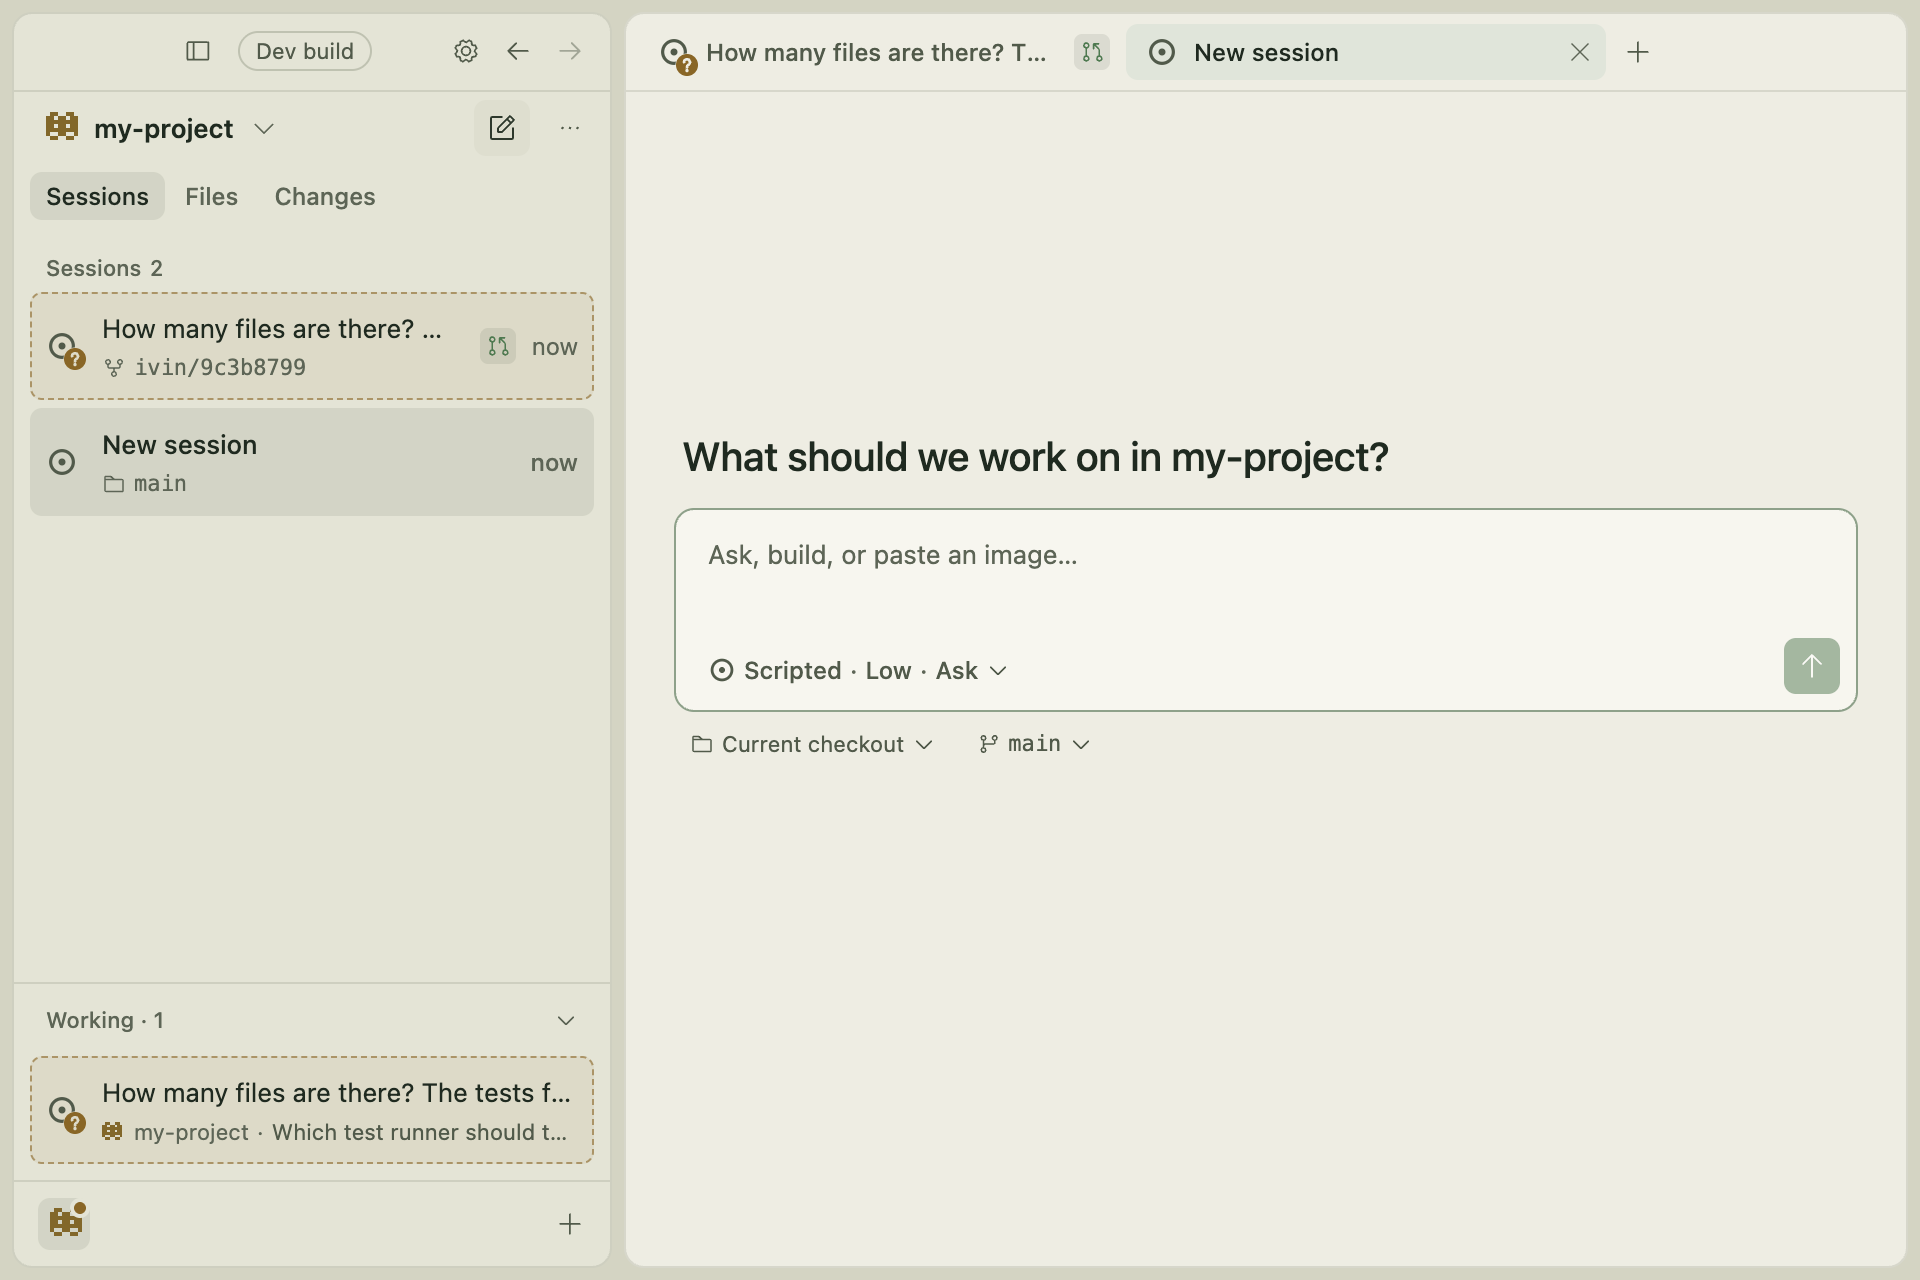 Dev build
my-project
Sessions Files Changes
Sessions 2
How many files are there? ...
now
ivin/9c3b8799
New session
now
main
Working · 1
How many files are there? The tests f...
my-project · Which test runner should t...
How many files are there? T...
New session
What should we work on in my-project?
Ask, build, or paste an image...
Scripted · Low · Ask
Current checkout
main